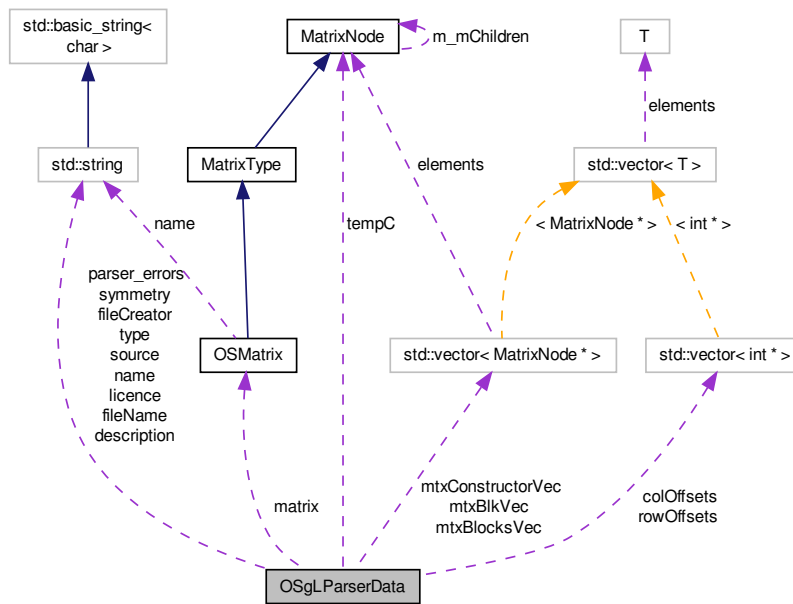 std::basic_string<
char >
MatrixNode
m_mChildren
T
elements
std::string
MatrixType
elements
std::vector< T >
name
tempC
< MatrixNode * >
< int * >
parser_errors
symmetry
fileCreator
type
source
name
licence
fileName
description
OSMatrix
std::vector< MatrixNode * >
std::vector< int * >
matrix
mtxConstructorVec
mtxBlkVec
mtxBlocksVec
colOffsets
rowOffsets
OSgLParserData